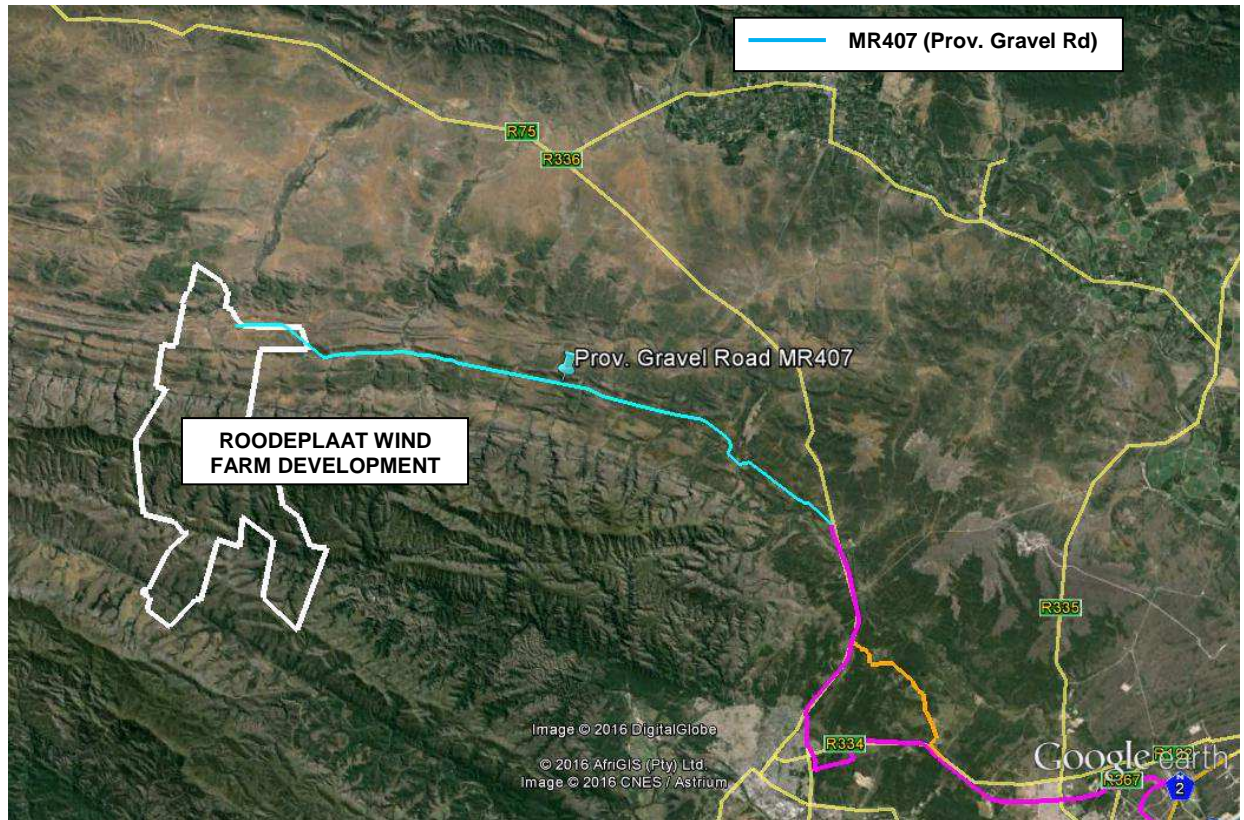 MR407 (Prov. Gravel Rd)
R75
R336
Prov. Gravel Road MR407
ROODEPLAAT WIND
FARM DEVELOPMENT
R335
Image © 2016 DigitalGlobe
R334
© 2016 AfriGIS (Pty) Ltd.
Image © 2016 CNES / Astrium
Google earth
R367
N
2